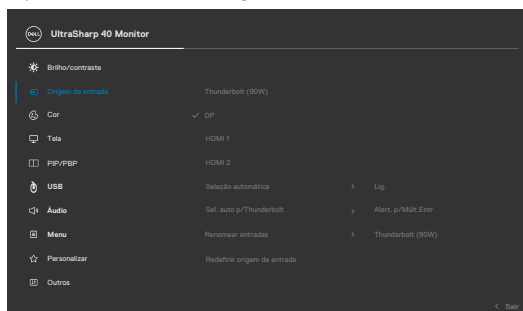 DELL UltraSharp 40 Monitor
Brilho/contraste
Origem de entrada Thunderbolt (90W)
Cor DP
Tela HDMI 1
PIP/PBP HDMI 2
USB Seleção automática Lig.
Áudio Sel. auto p/Thunderbolt Alert. p/Múlt.Entr
Menu Renomear entradas Thunderbolt (90W)
Personalizar Redefinir origem de entrada
Outros
Sair